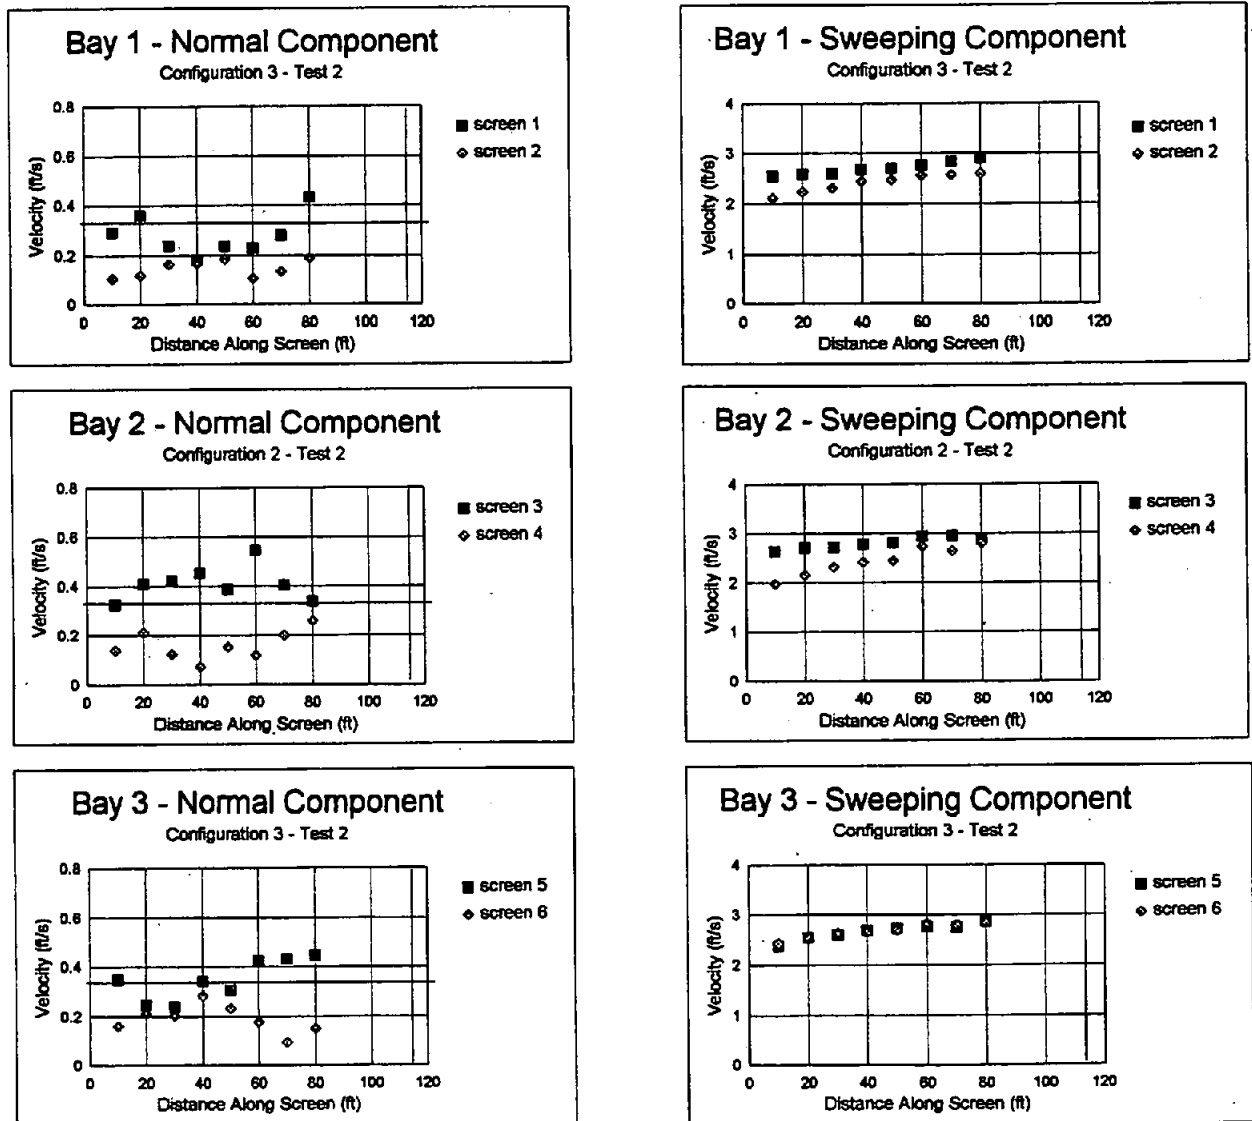 Bay 1 - Normal Component
Configuration 3 - Test 2
Velocity (ft/s)
0.8
0.6
0.4
0.2
0
0 20 40 60 80 100 120
Distance Along Screen (ft)
screen 1
screen 2
Bay 1 - Sweeping Component
Configuration 3 - Test 2
Velocity (ft/s)
4
3
2
1
0
0 20 40 60 80 100 120
Distance Along Screen (ft)
screen 1
screen 2
Bay 2 - Normal Component
Configuration 2 - Test 2
Velocity (ft/s)
0.8
0.6
0.4
0.2
0
0 20 40 60 80 100 120
Distance Along Screen (ft)
screen 3
screen 4
Bay 2 - Sweeping Component
Configuration 2 - Test 2
Velocity (ft/s)
4
3
2
1
0
0 20 40 60 80 100 120
Distance Along Screen (ft)
screen 3
screen 4
Bay 3 - Normal Component
Configuration 3 - Test 2
Velocity (ft/s)
0.8
0.6
0.4
0.2
0
0 20 40 60 80 100 120
Distance Along Screen (ft)
screen 5
screen 6
Bay 3 - Sweeping Component
Configuration 3 - Test 2
Velocity (ft/s)
4
3
2
1
0
0 20 40 60 80 100 120
Distance Along Screen (ft)
screen 5
screen 6